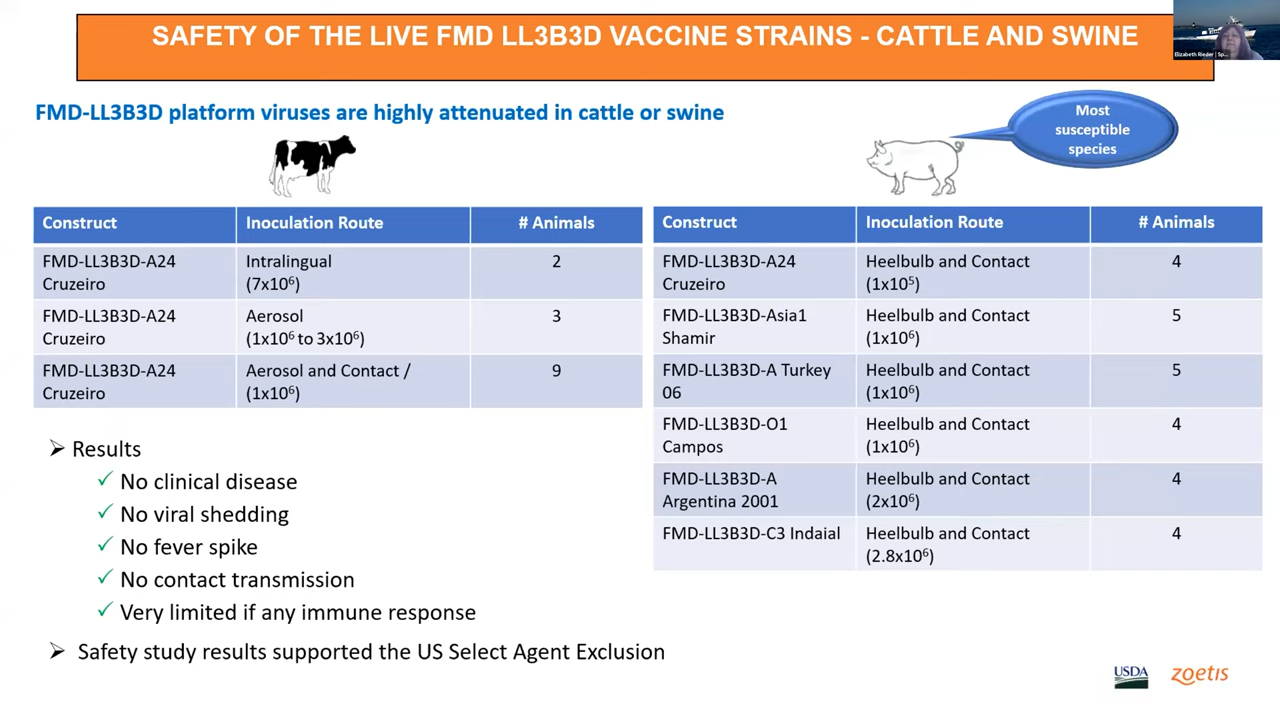 SAFETY OF THE LIVE FMD LL3B3D VACCINE STRAINS - CATTLE AND SWINE
Elizabeth Rieder | Sp...
FMD-LL3B3D platform viruses are highly attenuated in cattle or swine
Most
susceptible
species
Construct Inoculation Route # Animals
FMD-LL3B3D-A24 Intralingual 2
Cruzeiro (7x10⁶)
FMD-LL3B3D-A24 Aerosol 3
Cruzeiro (1x10⁶ to 3x10⁶)
FMD-LL3B3D-A24 Aerosol and Contact / 9
Cruzeiro (1x10⁶)
Construct Inoculation Route # Animals
FMD-LL3B3D-A24 Heelbulb and Contact 4
Cruzeiro (1x10⁵)
FMD-LL3B3D-Asia1 Heelbulb and Contact 5
Shamir (1x10⁶)
FMD-LL3B3D-A Turkey Heelbulb and Contact 5
06 (1x10⁶)
FMD-LL3B3D-O1 Heelbulb and Contact 4
Campos (1x10⁶)
FMD-LL3B3D-A Heelbulb and Contact 4
Argentina 2001 (2x10⁶)
FMD-LL3B3D-C3 Indaial Heelbulb and Contact 4
(2.8x10⁶)
Results
No clinical disease
No viral shedding
No fever spike
No contact transmission
Very limited if any immune response
Safety study results supported the US Select Agent Exclusion
USDA
zoetis